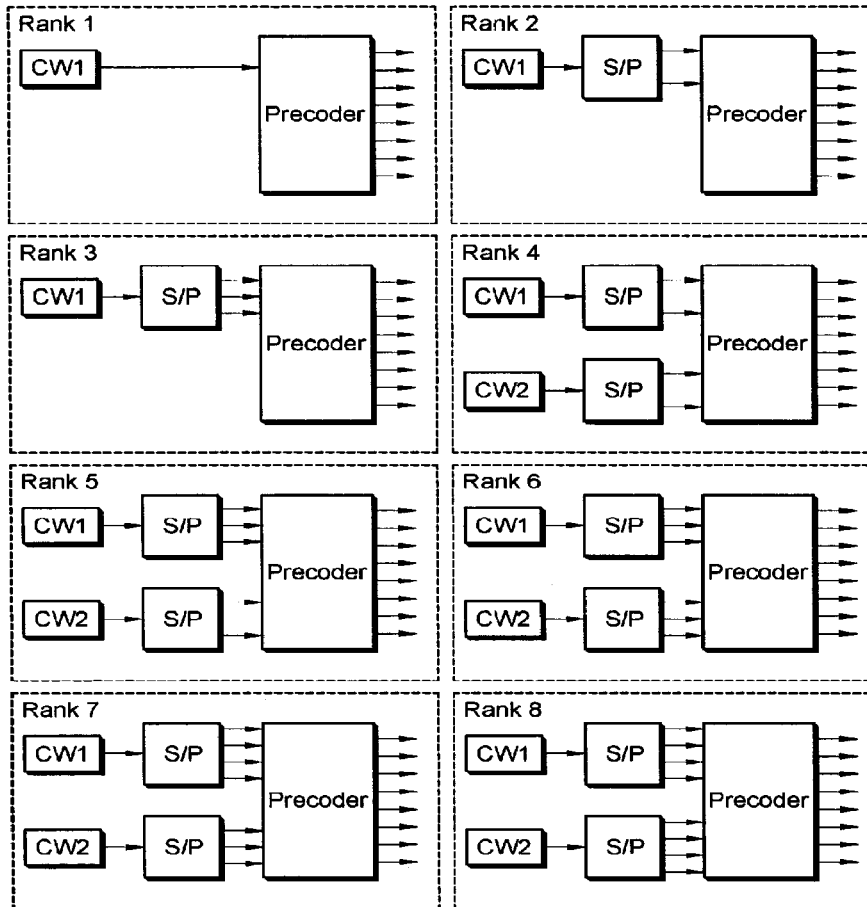 Rank 1
CW1
Precoder
Rank 2
CW1
S/P
Precoder
Rank 3
CW1
S/P
Precoder
Rank 4
CW1
S/P
Precoder
CW2
S/P
Rank 5
CW1
S/P
Precoder
CW2
S/P
Rank 6
CW1
S/P
Precoder
CW2
S/P
Rank 7
CW1
S/P
Precoder
CW2
S/P
Rank 8
CW1
S/P
Precoder
CW2
S/P